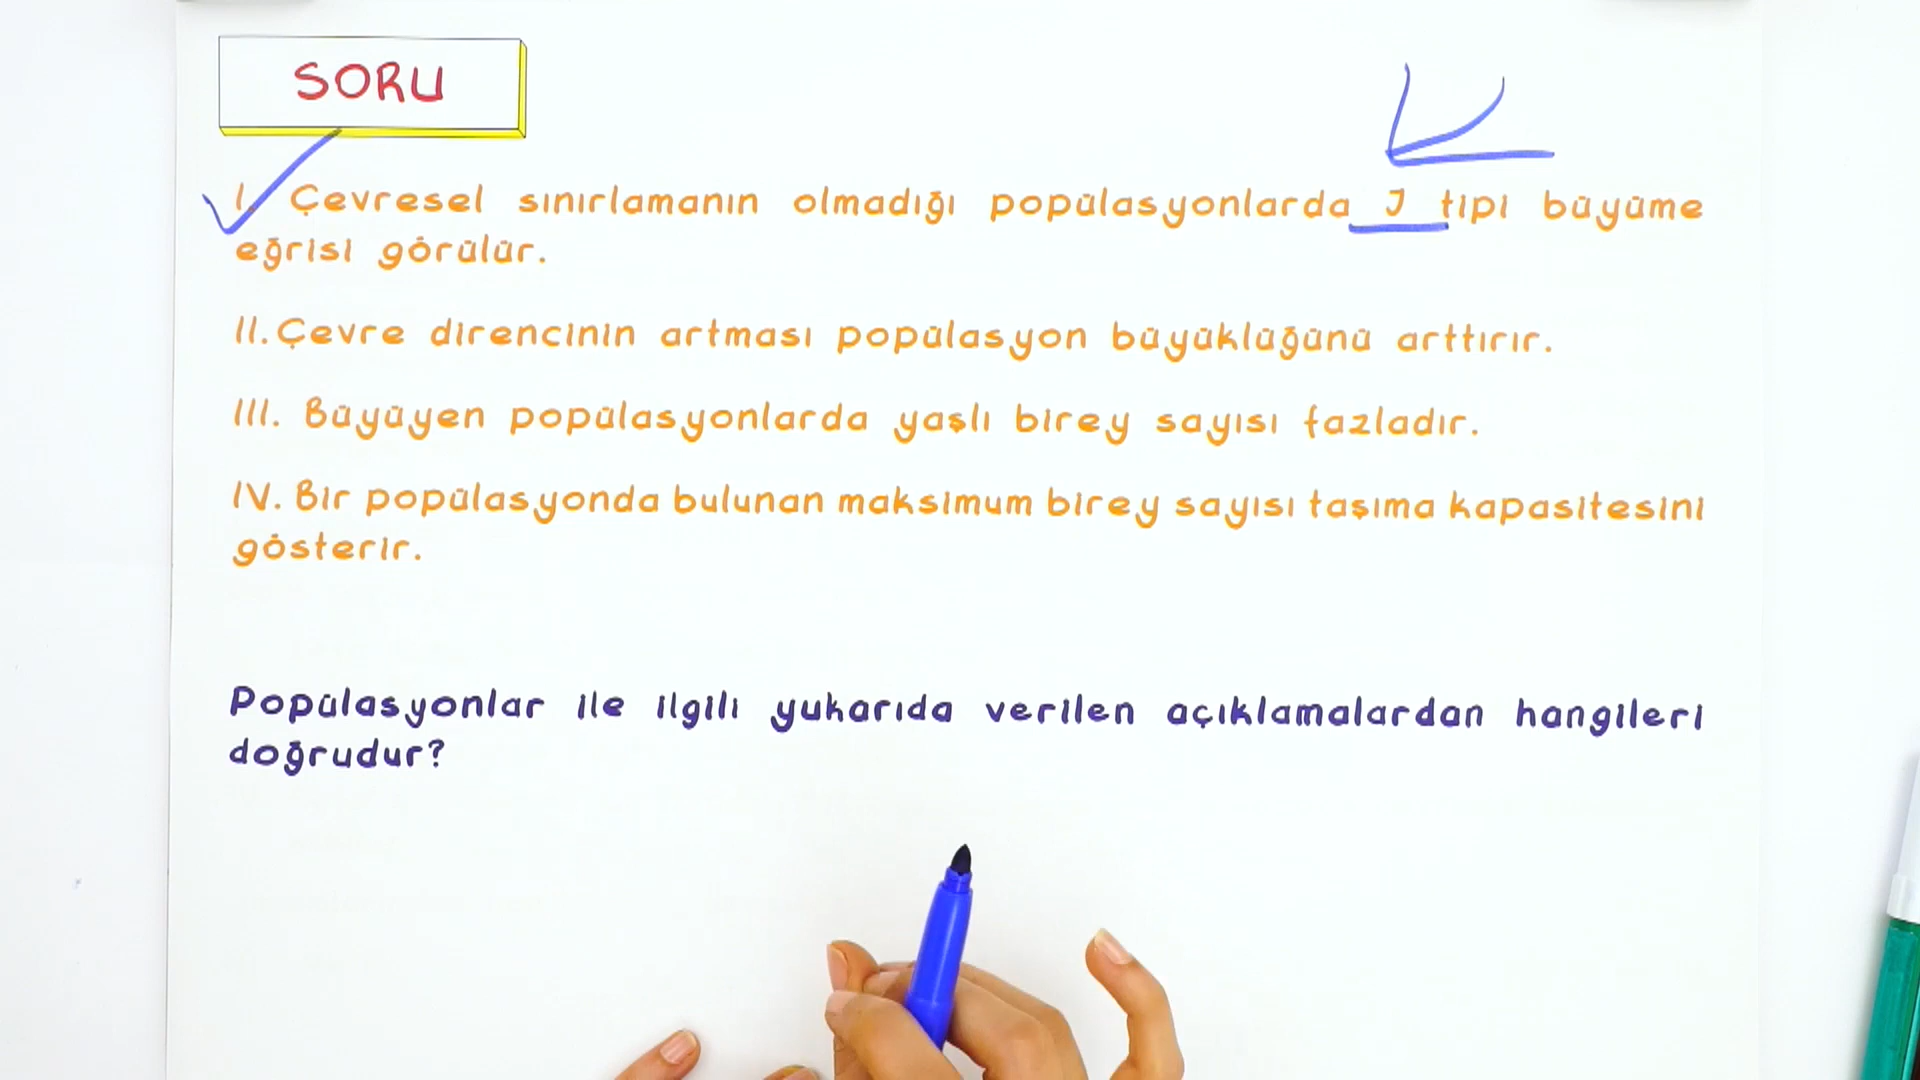 SORU
I. Çevresel sınırlamanın olmadığı popülasyonlarda J tipi büyüme
eğrisi görülür.
II. Çevre direncinin artması popülasyon büyüklüğünü arttırır.
III. Büyüyen popülasyonlarda yaşlı birey sayısı fazladır.
IV. Bir popülasyonda bulunan maksimum birey sayısı taşıma kapasitesini
gösterir.
Popülasyonlar ile ilgili yukarıda verilen açıklamalardan hangileri
doğrudur?